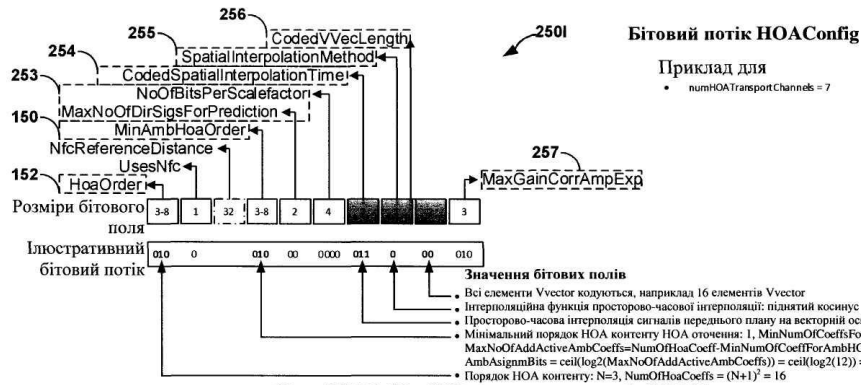 256
CodedVVecLength
250I
Бітовий потік HOAConfig
255
SpatialInterpolationMethod
254
CodedSpatialInterpolationTime
Приклад для
• numHOATransportChannels = 7
253
NoOfBitsPerScalefactor
MaxNoOfDirSigsForPrediction
150
MinAmbHoaOrder
NfcReferenceDistance
257
UsesNfc
152
HoaOrder
MaxGainCorrAmpExp
Розміри бітового поля
3-8 1 32 3-8 2 4 3
Ілюстративний бітовий потік
010 0 010 00 0000 011 0 00 010
Значення бітових полів
• Всі елементи Vvector кодуються, наприклад 16 елементів Vvector
• Інтерполяційна функція просторово-часової інтерполяції: піднятий косинус
• Просторово-часова інтерполяція сигналів переднього плану на векторній ос
• Мінімальний порядок HOA контенту HOA оточення: 1, MinNumOfCoeffsFo
MaxNoOfAddActiveAmbCoeffs=NumOfHoaCoeff-MinNumOfCoeffForAmbHO
AmbAsignmBits = ceil(log2(MaxNoOfAddActiveAmbCoeffs)) = ceil(log2(12)) =
• Порядок HOA контенту: N=3, NumOfHoaCoeffs = (N+1)² = 16